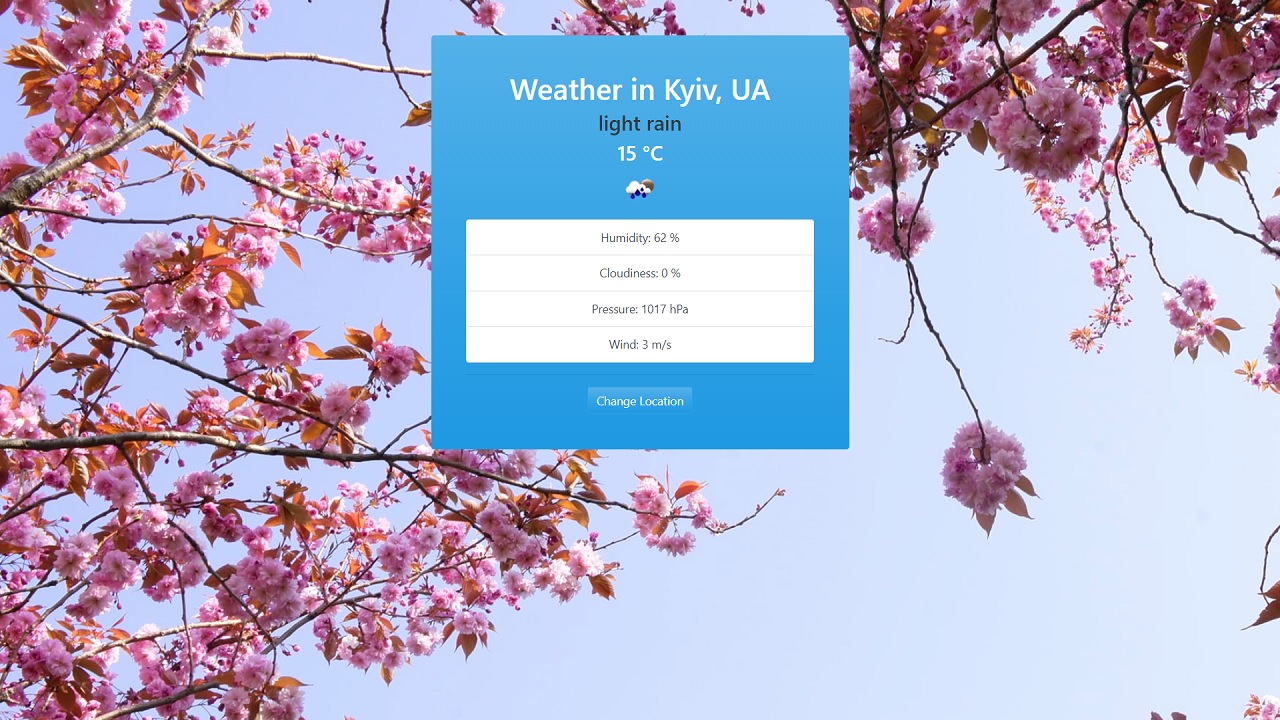 Weather in Kyiv, UA
light rain
15 °C
Humidity: 62 %
Cloudiness: 0 %
Pressure: 1017 hPa
Wind: 3 m/s
Change Location